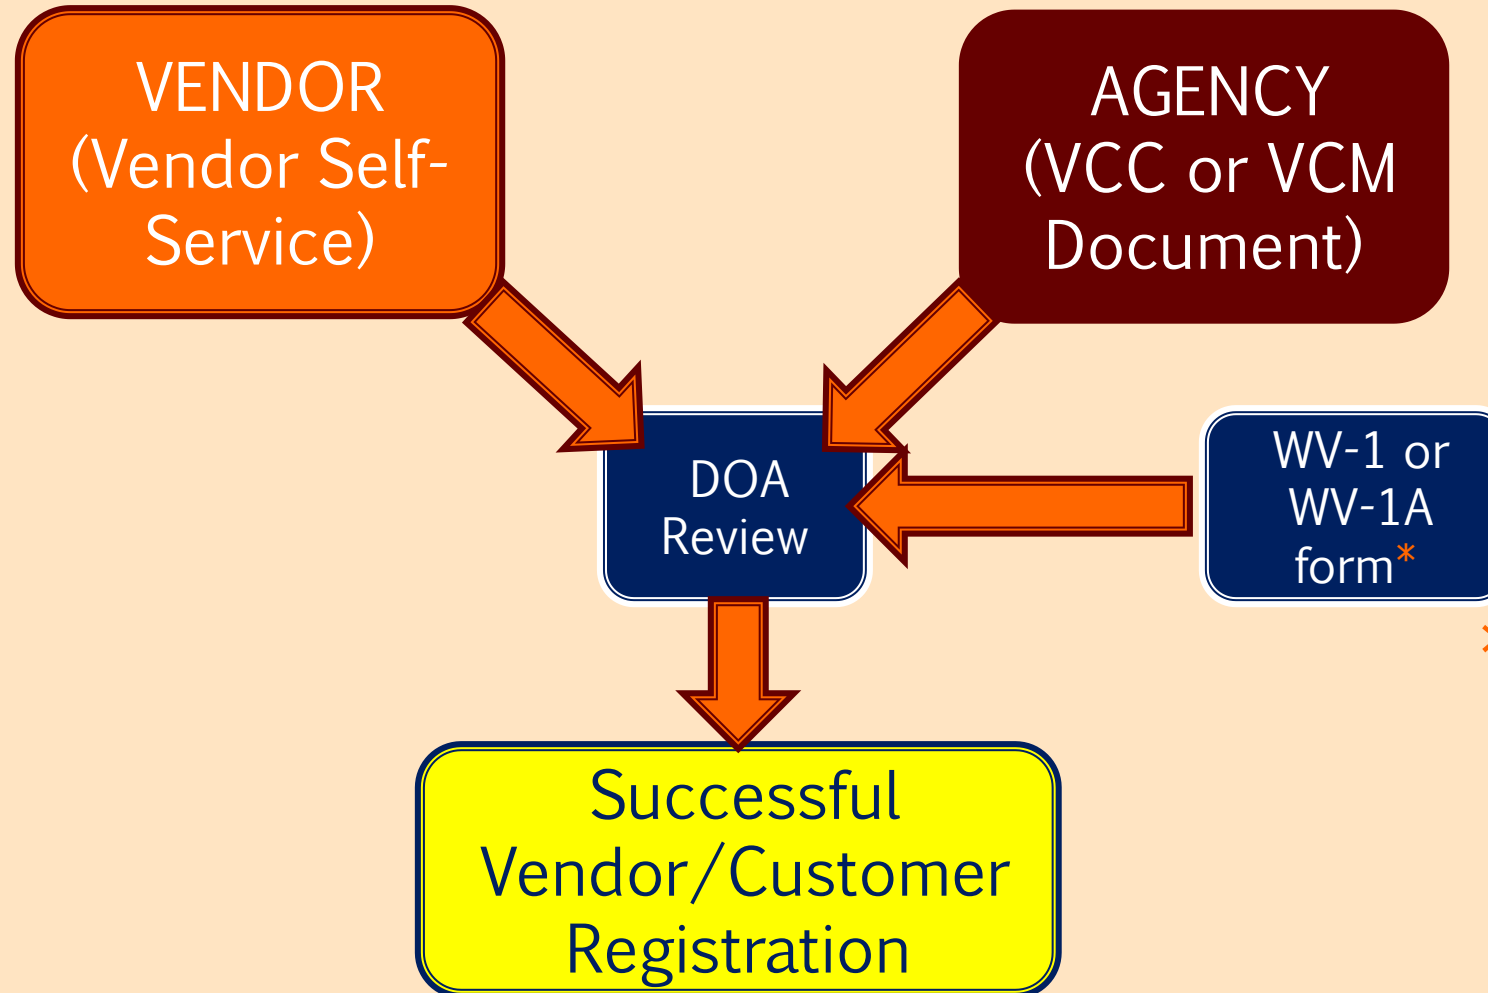 VENDOR
(Vendor Self-
Service)
AGENCY
(VCC or VCM
Document)
DOA
Review
WV-1 or
WV-1A
form*
*
Successful
Vendor/Customer
Registration